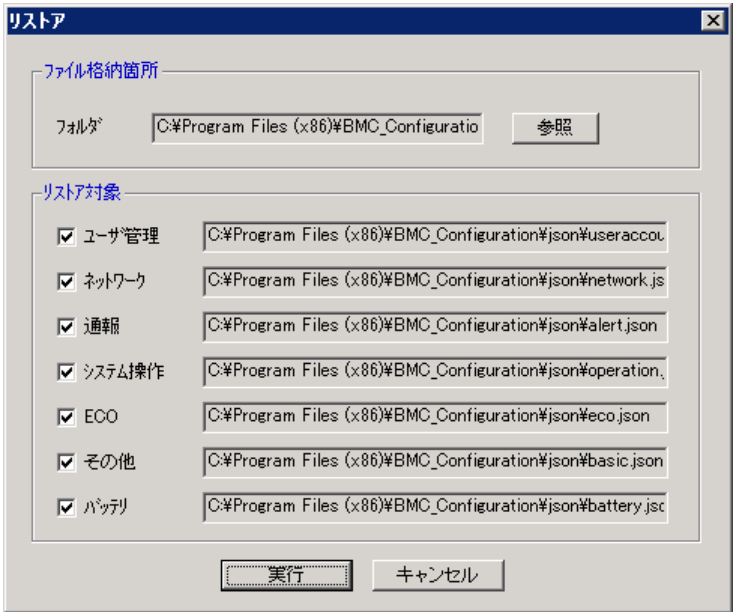 リストア
ファイル格納箇所
フォルダ C:¥Program Files (x86)¥BMC_Configuratio 参照
リストア対象
ユーザ管理 C:¥Program Files (x86)¥BMC_Configuration¥json¥useraccou
ネットワーク C:¥Program Files (x86)¥BMC_Configuration¥json¥network.js
通報 C:¥Program Files (x86)¥BMC_Configuration¥json¥alert.json
システム操作 C:¥Program Files (x86)¥BMC_Configuration¥json¥operation.
ECO C:¥Program Files (x86)¥BMC_Configuration¥json¥eco.json
その他 C:¥Program Files (x86)¥BMC_Configuration¥json¥basic.json
バッテリ C:¥Program Files (x86)¥BMC_Configuration¥json¥battery.jsc
実行 キャンセル